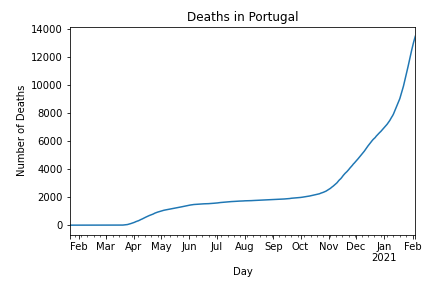 Deaths in Portugal
14000
12000
10000
8000
6000
4000
2000
0
Number of Deaths
Feb Mar Apr May Jun Jul Aug Sep Oct Nov Dec Jan Feb
2021
Day